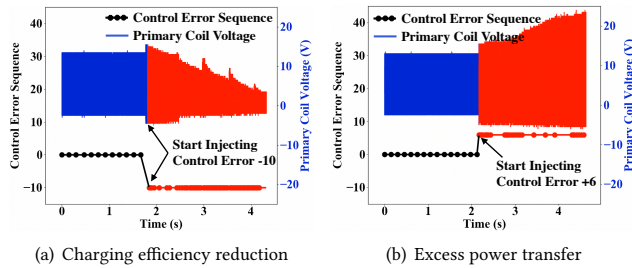 Control Error Sequence
Primary Coil Voltage
Control Error Sequence
40
30
20
10
0
−10
20
10
0
−10
−20
Primary Coil Voltage (V)
Start Injecting
Control Error -10
0 1 2 3 4
Time (s)
(a) Charging efficiency reduction
Control Error Sequence
Primary Coil Voltage
Control Error Sequence
40
30
20
10
0
−10
20
10
0
−10
−20
Primary Coil Voltage (V)
Start Injecting
Control Error +6
0 1 2 3 4
Time (s)
(b) Excess power transfer